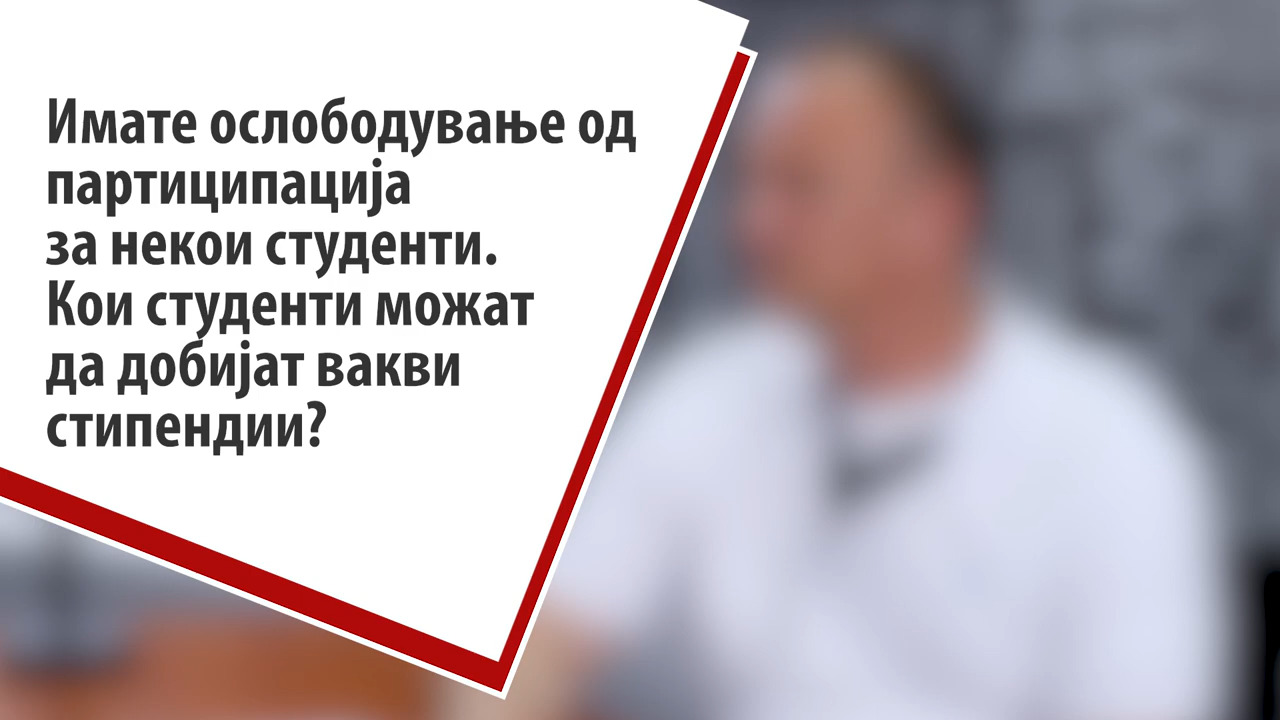 Имате ослободување од
партиципација
за некои студенти.
Кои студенти можат
да добијат вакви
стипендии?